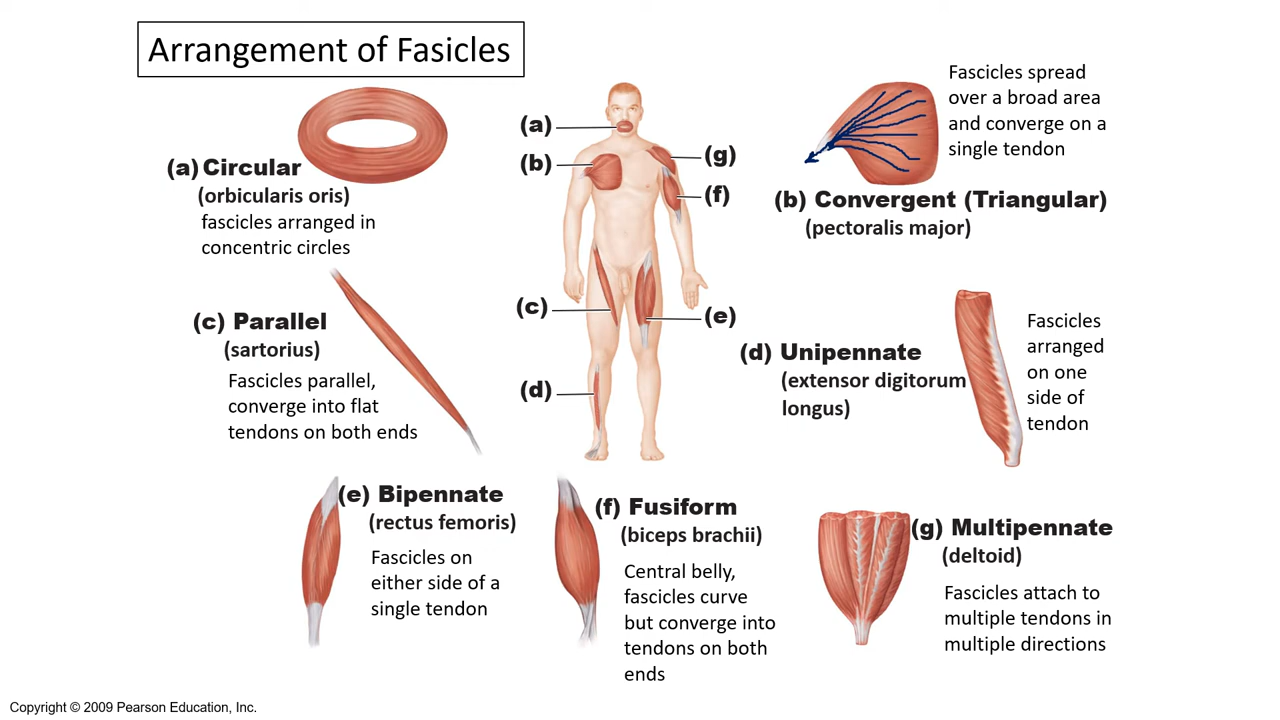 Arrangement of Fasicles
(a) Circular
(orbicularis oris)
fascicles arranged in
concentric circles
(a)
(b)
(g)
(f)
(c)
(e)
(d)
Fascicles spread
over a broad area
and converge on a
single tendon
(b) Convergent (Triangular)
(pectoralis major)
(c) Parallel
(sartorius)
Fascicles parallel,
converge into flat
tendons on both ends
(d) Unipennate
(extensor digitorum
longus)
Fascicles
arranged
on one
side of
tendon
(e) Bipennate
(rectus femoris)
Fascicles on
either side of a
single tendon
(f) Fusiform
(biceps brachii)
Central belly,
fascicles curve
but converge into
tendons on both
ends
(g) Multipennate
(deltoid)
Fascicles attach to
multiple tendons in
multiple directions
Copyright © 2009 Pearson Education, Inc.